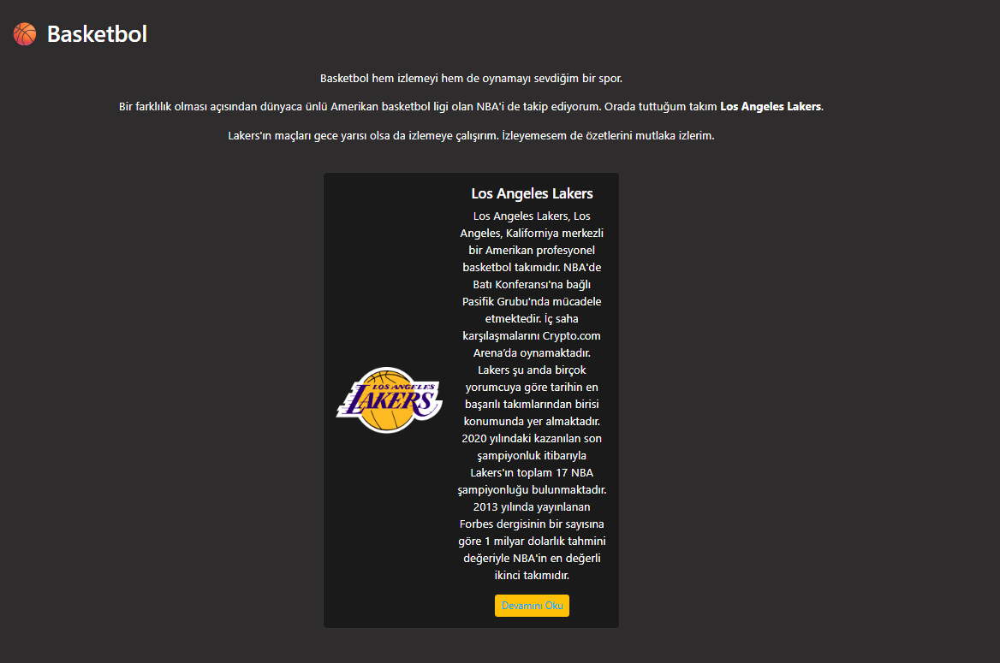 Basketbol
Basketbol hem izlemeyi hem de oynamayı sevdiğim bir spor.
Bir farklılık olması açısından dünyaca ünlü Amerikan basketbol ligi olan NBA'i de takip ediyorum. Orada tuttuğum takım Los Angeles Lakers.
Lakers'ın maçları gece yarısı olsa da izlemeye çalışırım. İzleyemesem de özetlerini mutlaka izlerim.
LOS ANGELES
LAKERS
Los Angeles Lakers
Los Angeles Lakers, Los
Angeles, Kaliforniya merkezli
bir Amerikan profesyonel
basketbol takımıdır. NBA'de
Batı Konferansı'na bağlı
Pasifik Grubu'nda mücadele
etmektedir. İç saha
karşılaşmalarını Crypto.com
Arena'da oynamaktadır.
Lakers şu anda birçok
yorumcuya göre tarihin en
başarılı takımlarından birisi
konumunda yer almaktadır.
2020 yılındaki kazanılan son
şampiyonluk itibarıyla
Lakers'ın toplam 17 NBA
şampiyonluğu bulunmaktadır.
2013 yılında yayınlanan
Forbes dergisinin bir sayısına
göre 1 milyar dolarlık tahmini
değeriyle NBA'in en değerli
ikinci takımıdır.
Devamını Oku